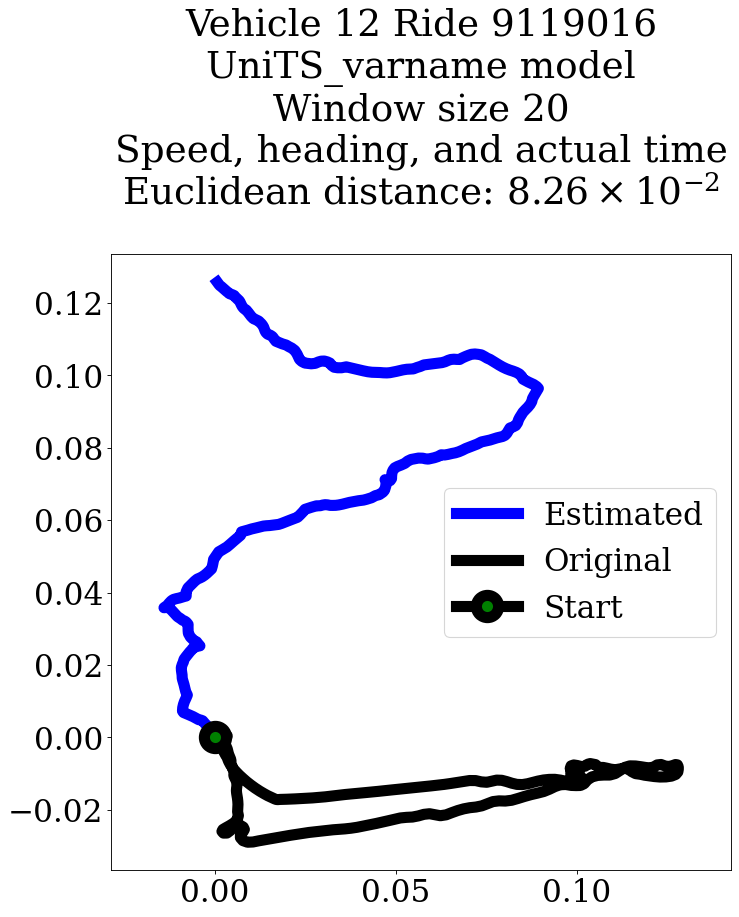 Vehicle 12 Ride 9119016
UniTS_varname model
Window size 20
Speed, heading, and actual time
Euclidean distance: 8.26 × 10⁻²
0.12
0.10
0.08
0.06
0.04
0.02
0.00
−0.02
Estimated
Original
Start
0.00 0.05 0.10